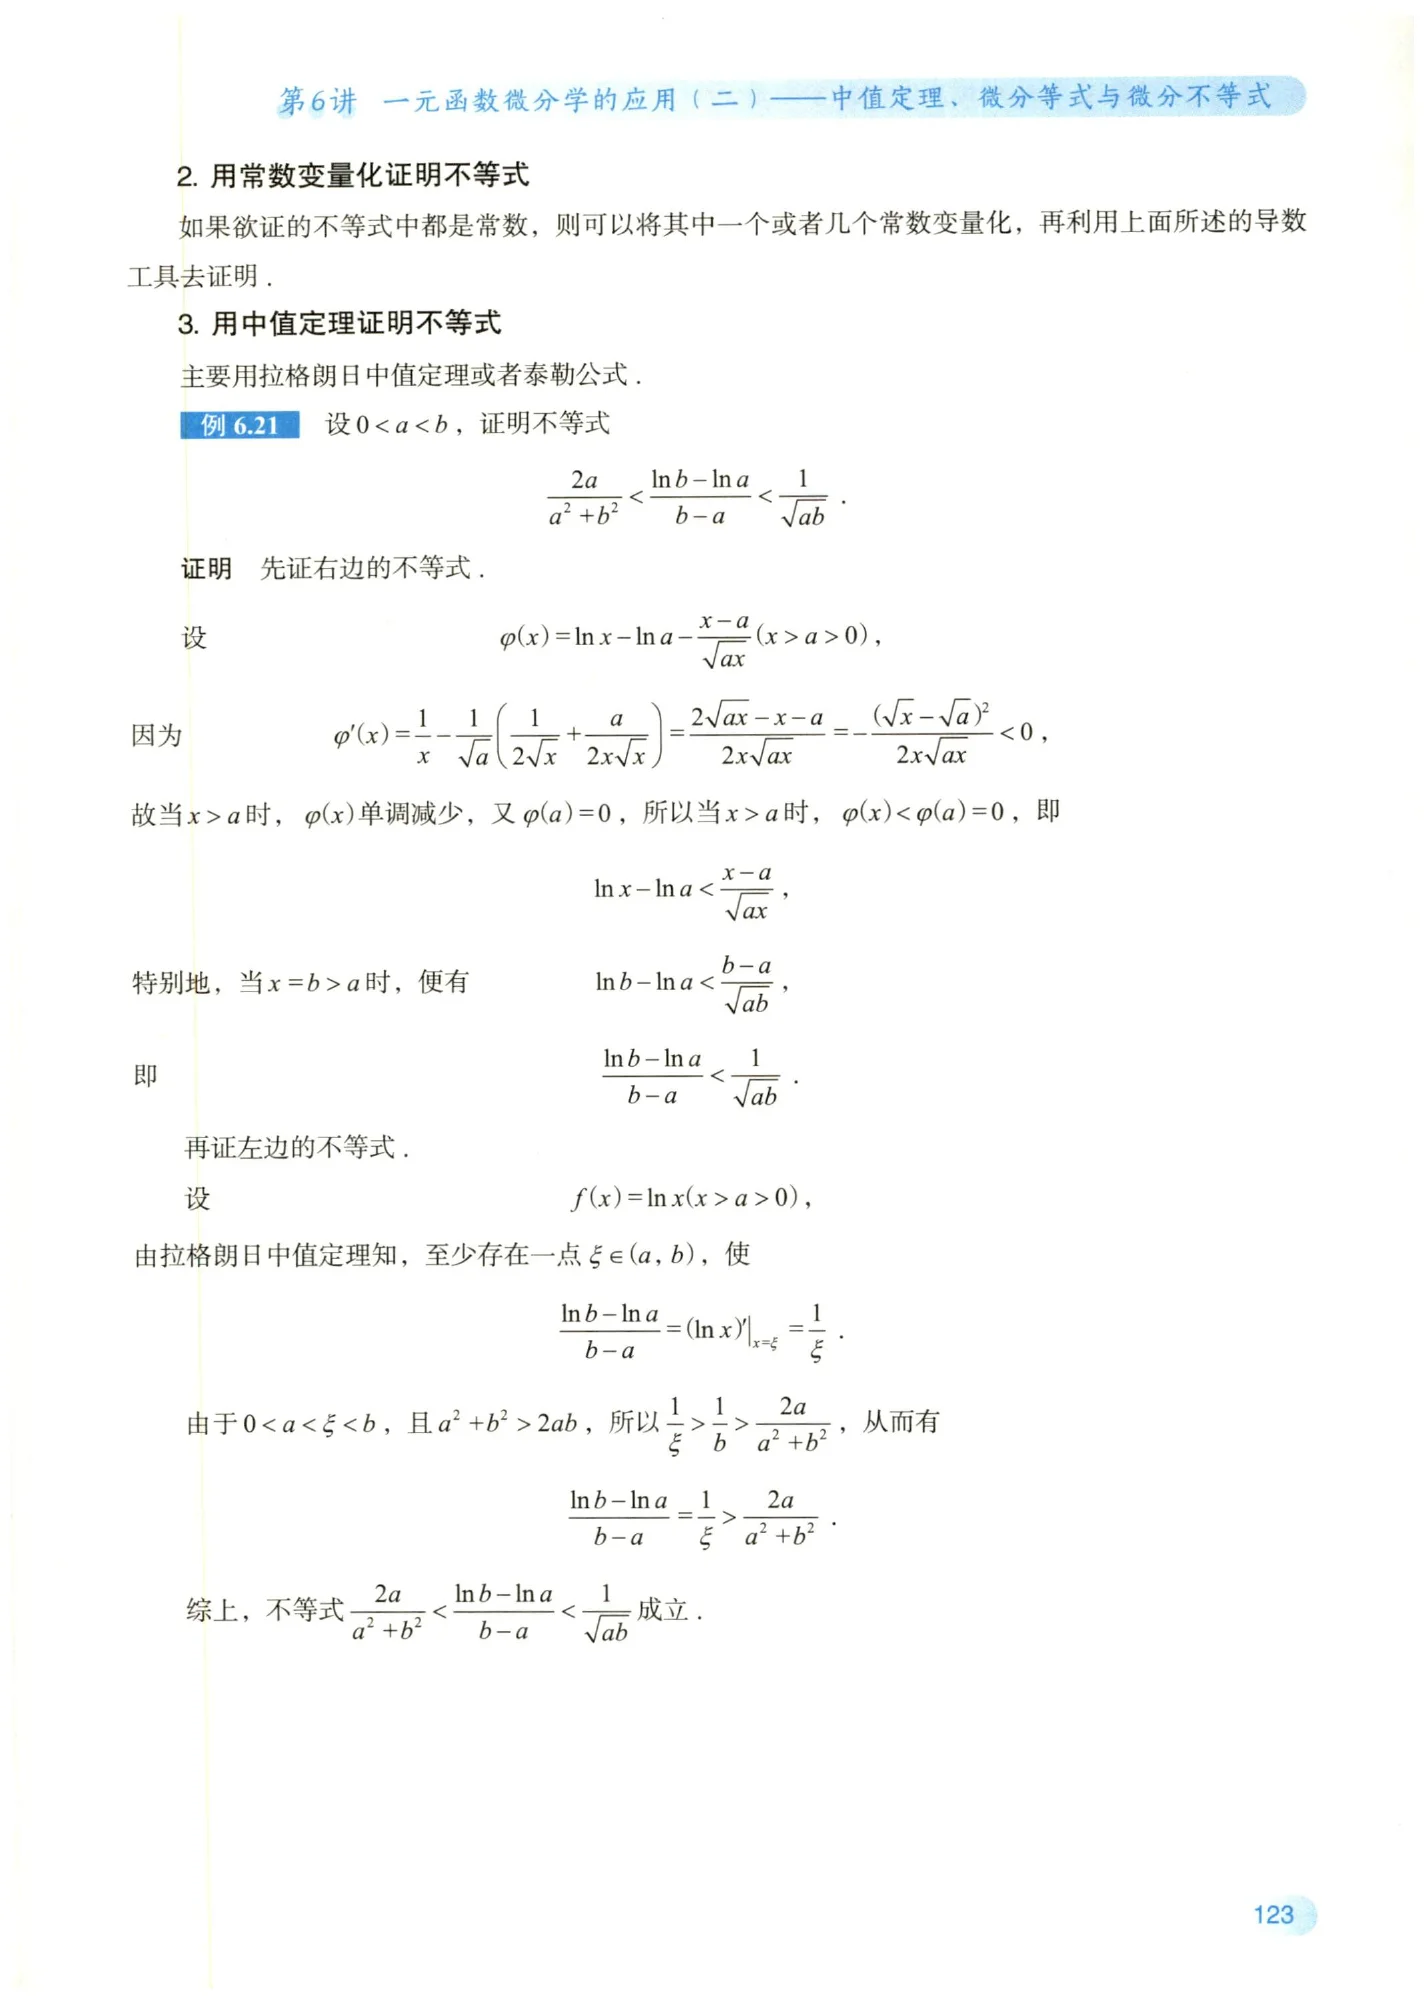 第6讲 一元函数微分学的应用（二）——中值定理、微分等式与微分不等式
2. 用常数变量化证明不等式
如果欲证的不等式中都是常数，则可以将其中一个或者几个常数变量化，再利用上面所述的导数
工具去证明．
3. 用中值定理证明不等式
主要用拉格朗日中值定理或者泰勒公式．
例 6.21 设 $0<a<b$，证明不等式
$\frac{2a}{a^2+b^2}<\frac{\ln b-\ln a}{b-a}<\frac{1}{\sqrt{ab}}$．
证明 先证右边的不等式．
设 $\varphi(x)=\ln x-\ln a-\frac{x-a}{\sqrt{ax}}(x>a>0)$，
因为 $\varphi'(x)=\frac{1}{x}-\frac{1}{\sqrt{a}}\left(\frac{1}{2\sqrt{x}}+\frac{a}{2x\sqrt{x}}\right)=\frac{2\sqrt{ax}-x-a}{2x\sqrt{ax}}=-\frac{(\sqrt{x}-\sqrt{a})^2}{2x\sqrt{ax}}<0$，
故当 $x>a$ 时，$\varphi(x)$ 单调减少，又 $\varphi(a)=0$，所以当 $x>a$ 时，$\varphi(x)<\varphi(a)=0$，即
$\ln x-\ln a<\frac{x-a}{\sqrt{ax}}$，
特别地，当 $x=b>a$ 时，便有 $\ln b-\ln a<\frac{b-a}{\sqrt{ab}}$，
即 $\frac{\ln b-\ln a}{b-a}<\frac{1}{\sqrt{ab}}$．
再证左边的不等式．
设 $f(x)=\ln x(x>a>0)$，
由拉格朗日中值定理知，至少存在一点 $\xi\in(a,b)$，使
$\frac{\ln b-\ln a}{b-a}=(\ln x)'|_{x=\xi}=\frac{1}{\xi}$．
由于 $0<a<\xi<b$，且 $a^2+b^2>2ab$，所以 $\frac{1}{\xi}>\frac{1}{b}>\frac{2a}{a^2+b^2}$，从而有
$\frac{\ln b-\ln a}{b-a}=\frac{1}{\xi}>\frac{2a}{a^2+b^2}$．
综上，不等式 $\frac{2a}{a^2+b^2}<\frac{\ln b-\ln a}{b-a}<\frac{1}{\sqrt{ab}}$ 成立．
123